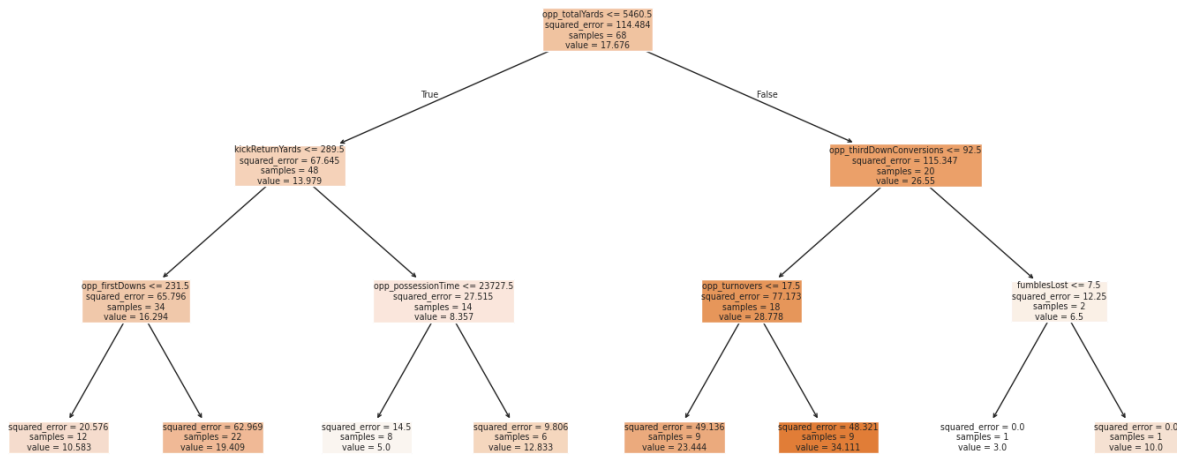 opp_totalYards <= 5460.5
squared_error = 114.484
samples = 68
value = 17.676
True
False
kickReturnYards <= 289.5
squared_error = 67.645
samples = 48
value = 13.979
opp_thirdDownConversions <= 92.5
squared_error = 115.347
samples = 20
value = 26.55
opp_firstDowns <= 231.5
squared_error = 65.796
samples = 34
value = 16.294
opp_possessionTime <= 23727.5
squared_error = 27.515
samples = 14
value = 8.357
opp_turnovers <= 17.5
squared_error = 77.173
samples = 18
value = 28.778
fumblesLost <= 7.5
squared_error = 12.25
samples = 2
value = 6.5
squared_error = 20.576
samples = 12
value = 10.583
squared_error = 62.969
samples = 22
value = 19.409
squared_error = 14.5
samples = 8
value = 5.0
squared_error = 9.806
samples = 6
value = 12.833
squared_error = 49.136
samples = 9
value = 23.444
squared_error = 48.321
samples = 9
value = 34.111
squared_error = 0.0
samples = 1
value = 3.0
squared_error = 0.0
samples = 1
value = 10.0